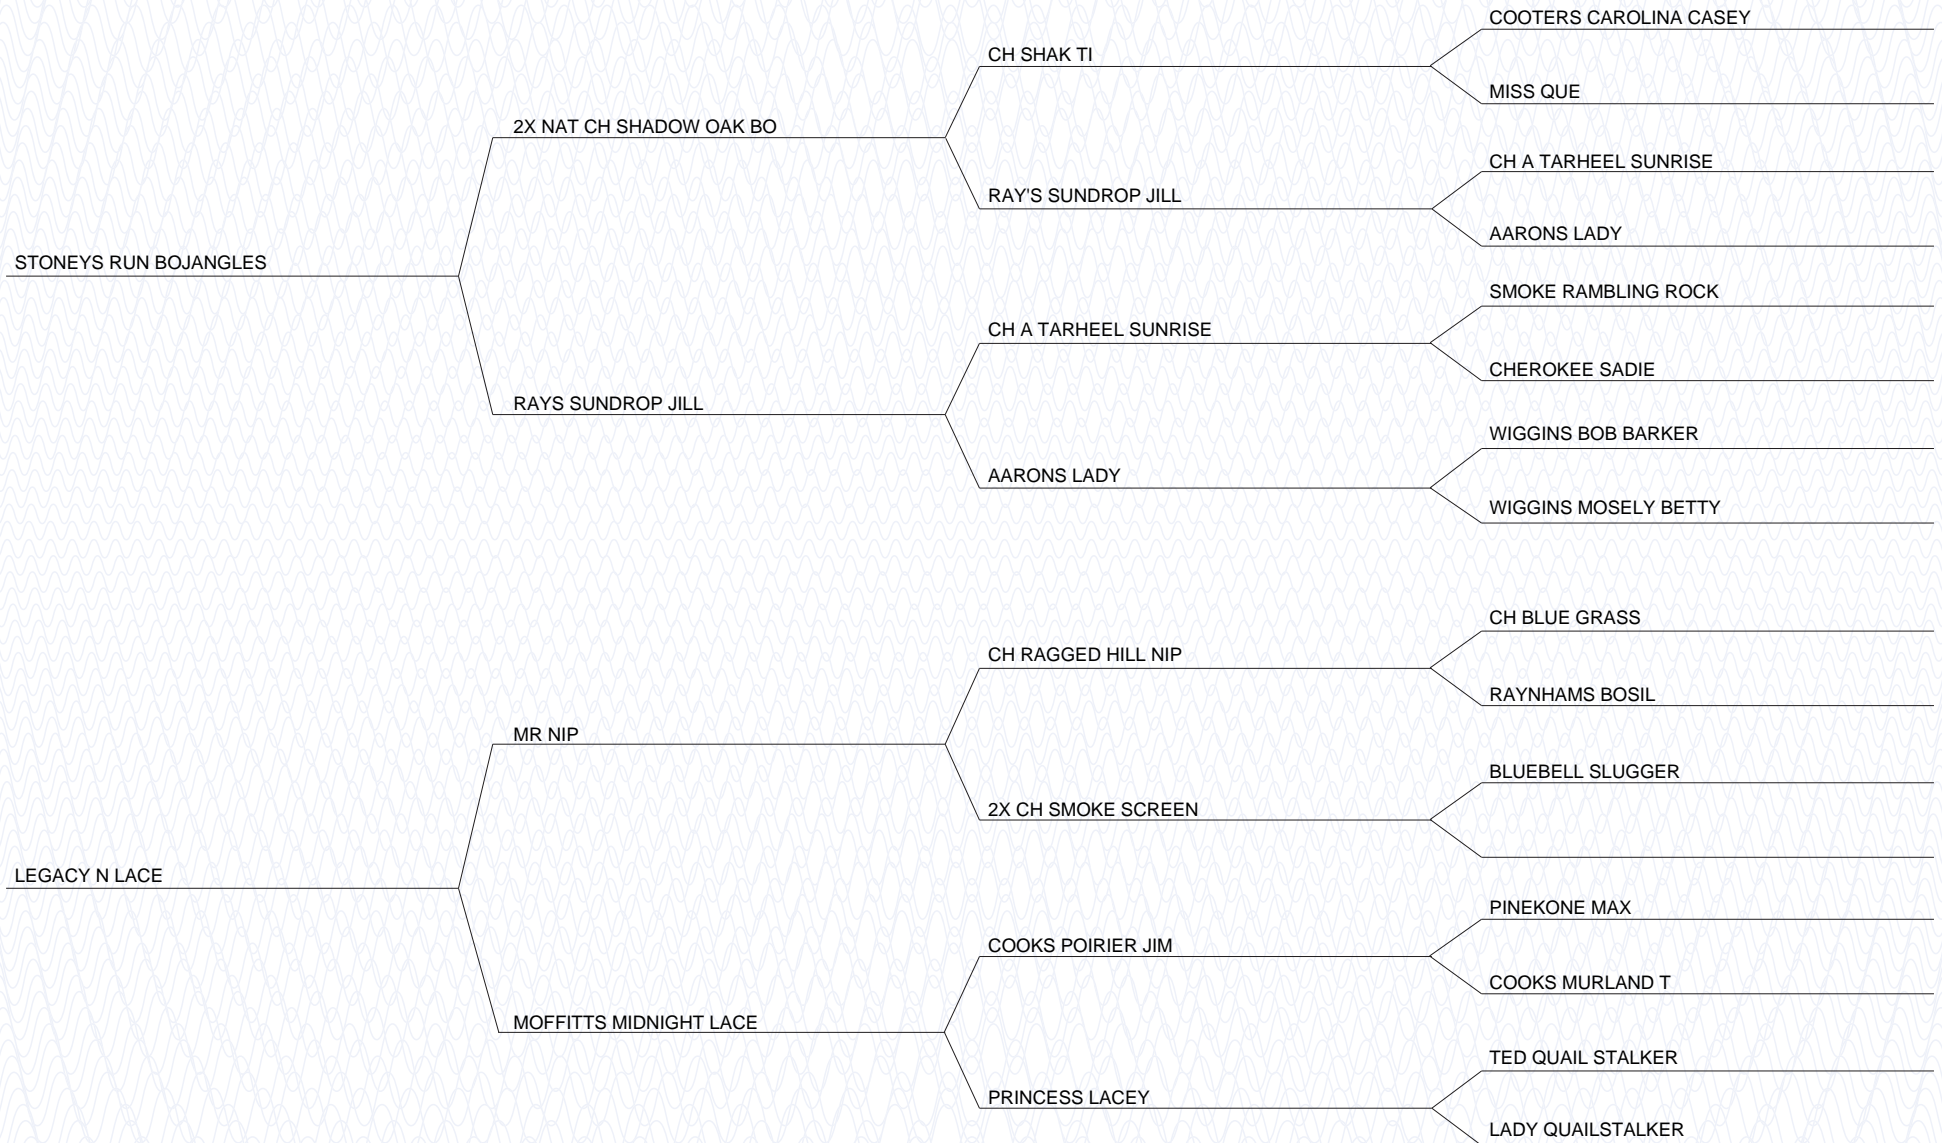 COOTERS CAROLINA CASEY
CH SHAK TI
MISS QUE
2X NAT CH SHADOW OAK BO
CH A TARHEEL SUNRISE
RAY'S SUNDROP JILL
AARONS LADY
STONEYS RUN BOJANGLES
SMOKE RAMBLING ROCK
CH A TARHEEL SUNRISE
CHEROKEE SADIE
RAYS SUNDROP JILL
WIGGINS BOB BARKER
AARONS LADY
WIGGINS MOSELY BETTY
CH BLUE GRASS
CH RAGGED HILL NIP
RAYNHAMS BOSIL
MR NIP
BLUEBELL SLUGGER
2X CH SMOKE SCREEN
LEGACY N LACE
PINEKONE MAX
COOKS POIRIER JIM
COOKS MURLAND T
MOFFITTS MIDNIGHT LACE
TED QUAIL STALKER
PRINCESS LACEY
LADY QUAILSTALKER